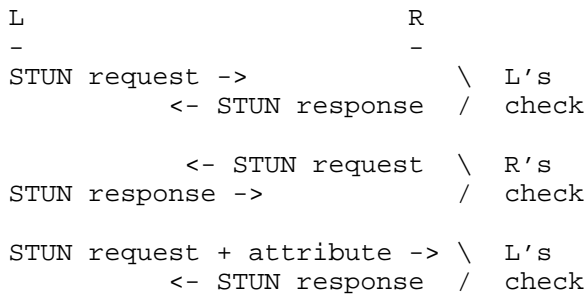 L                        R
-                        -
STUN request ->             \  L's
          <- STUN response  /  check

           <- STUN request  \  R's
STUN response ->            /  check

STUN request + attribute -> \  L's
          <- STUN response  /  check